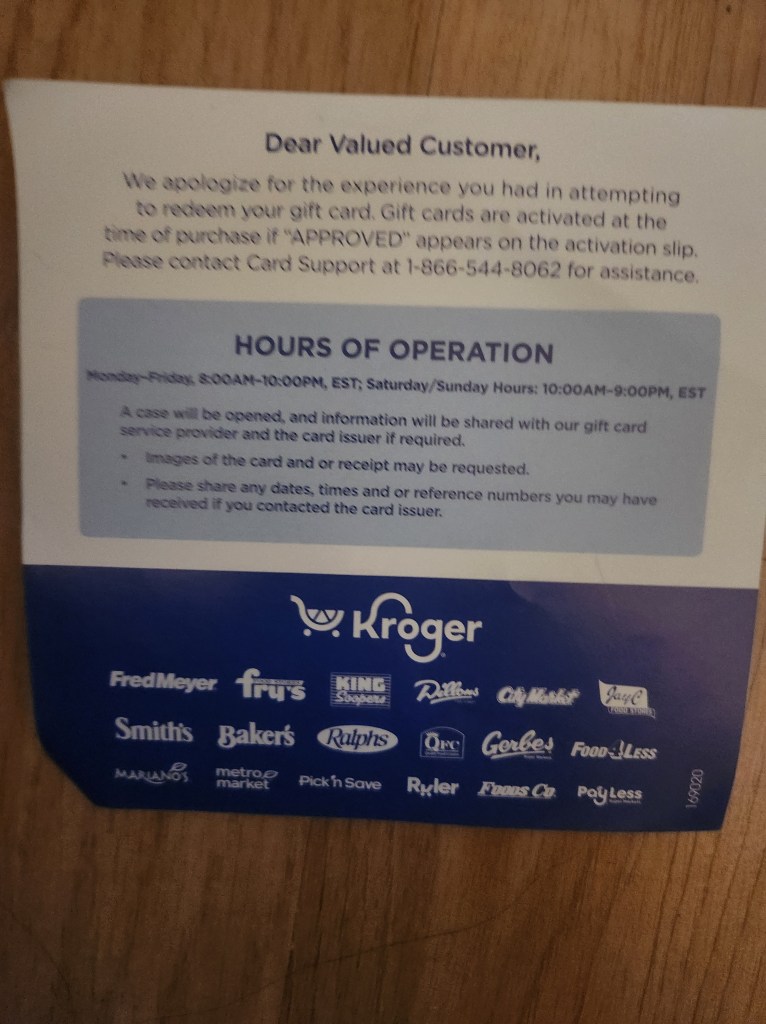 Dear Valued Customer,
We apologize for the experience you had in attempting
to redeem your gift card. Gift cards are activated at the
time of purchase if "APPROVED" appears on the activation slip.
Please contact Card Support at 1-866-544-8062 for assistance.
HOURS OF OPERATION
Monday–Friday, 8:00AM–10:00PM, EST; Saturday/Sunday Hours: 10:00AM–9:00PM, EST
A case will be opened, and information will be shared with our gift card
service provider and the card issuer if required.
• Images of the card and or receipt may be requested.
• Please share any dates, times and or reference numbers you may have
received if you contacted the card issuer.
Kroger
FredMeyer fry's KING Soopers Dillons City Market JayC FOOD STORES
Smith's Baker's Ralphs QFC Gerbes FOOD 4 LESS
MARIANO'S metro market Pick'n Save Ruler FOODS CO. PayLess
169020